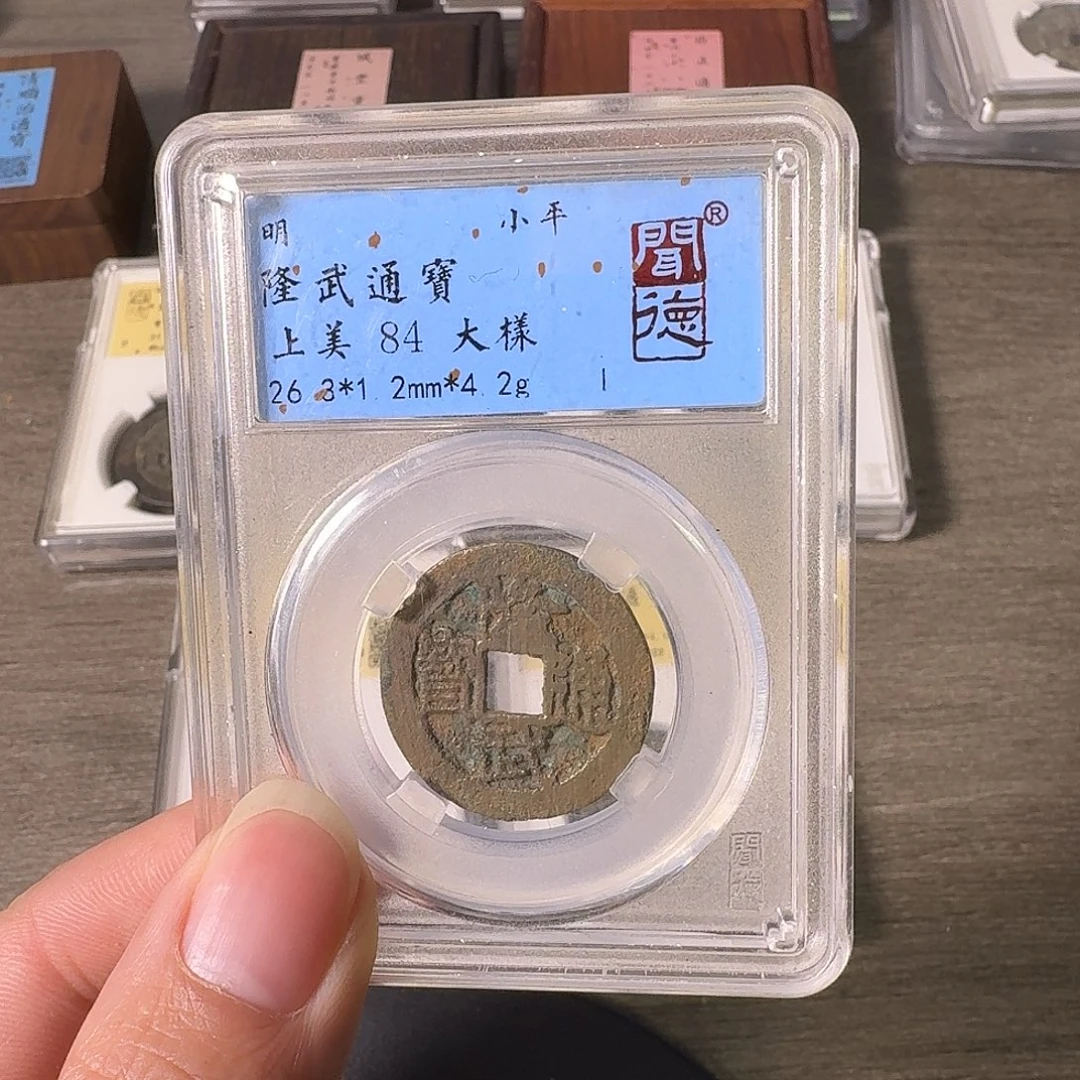 明 小平
隆武通寶
上美 84 大樣
26.3*1.2mm*4.2g
聞德®
隆武通寶
聞德